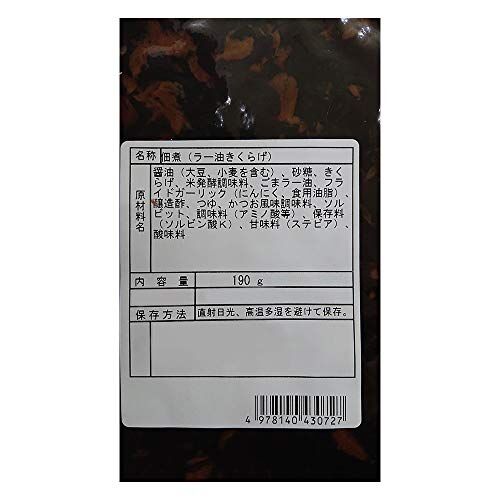 名称 佃煮（ラー油きくらげ）
原材料名
醤油（大豆、小麦を含む）、砂糖、きく
らげ、米発酵調味料、ごまラー油、フラ
イドガーリック（にんにく、食用油脂）、
醸造酢、つゆ、かつお風味調味料、ソル
ビット、調味料（アミノ酸等）、保存料
（ソルビン酸K）、甘味料（ステビア）、
酸味料
内容量 190 g
保存方法 直射日光、高温多湿を避けて保存。
4 978140 430727